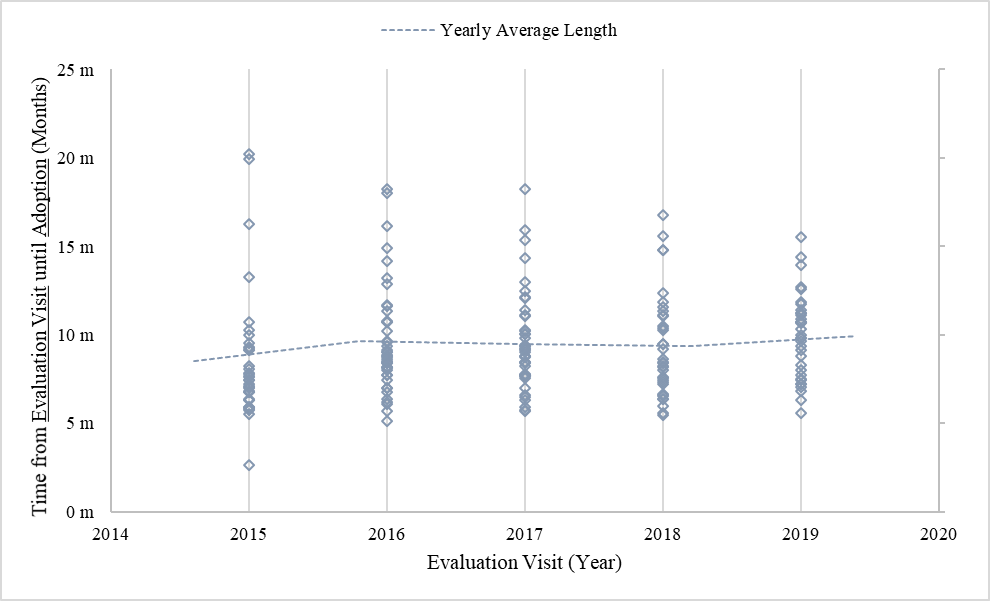 Yearly Average Length
Time from Evaluation Visit until Adoption (Months)
25 m
20 m
15 m
10 m
5 m
0 m
2014 2015 2016 2017 2018 2019 2020
Evaluation Visit (Year)